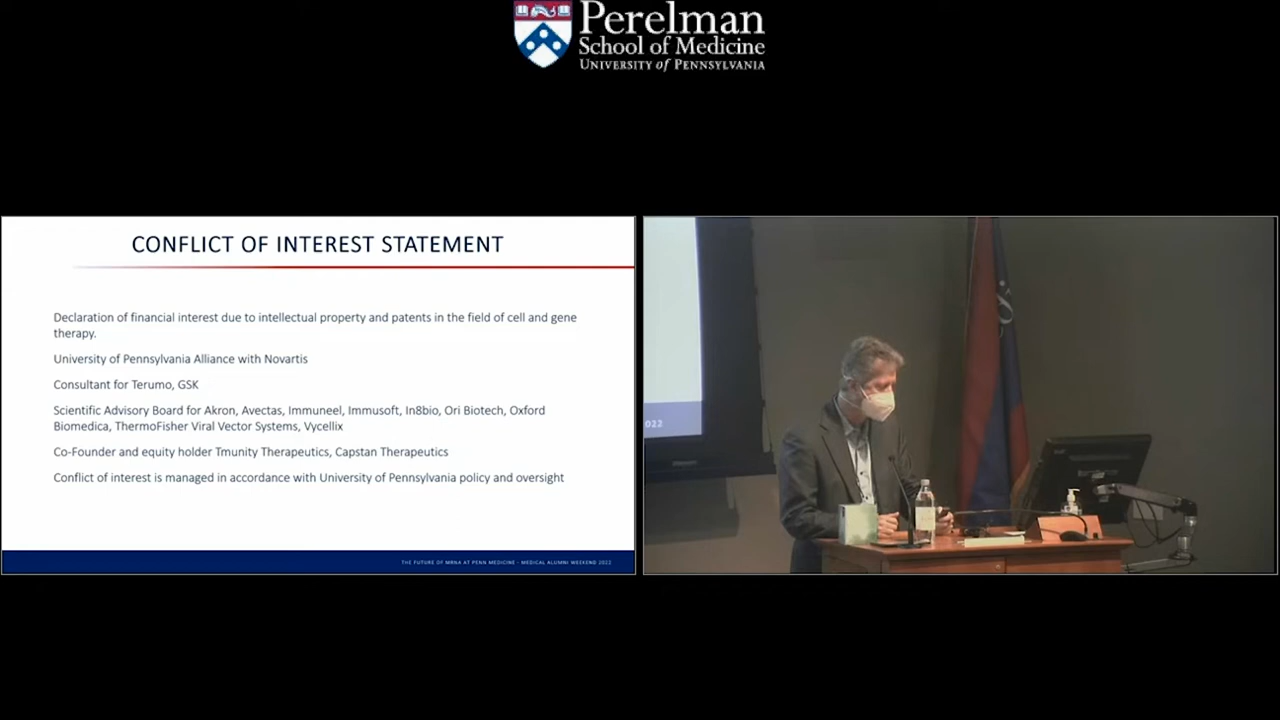 Perelman
School of Medicine
UNIVERSITY of PENNSYLVANIA
CONFLICT OF INTEREST STATEMENT
Declaration of financial interest due to intellectual property and patents in the field of cell and gene
therapy.
University of Pennsylvania Alliance with Novartis
Consultant for Terumo, GSK
Scientific Advisory Board for Akron, Avectas, Immuneel, Immusoft, In8bio, Ori Biotech, Oxford
Biomedica, ThermoFisher Viral Vector Systems, Vycellix
Co-Founder and equity holder Tmunity Therapeutics, Capstan Therapeutics
Conflict of interest is managed in accordance with University of Pennsylvania policy and oversight
THE FUTURE OF MRNA AT PENN MEDICINE - MEDICAL ALUMNI WEEKEND 2022